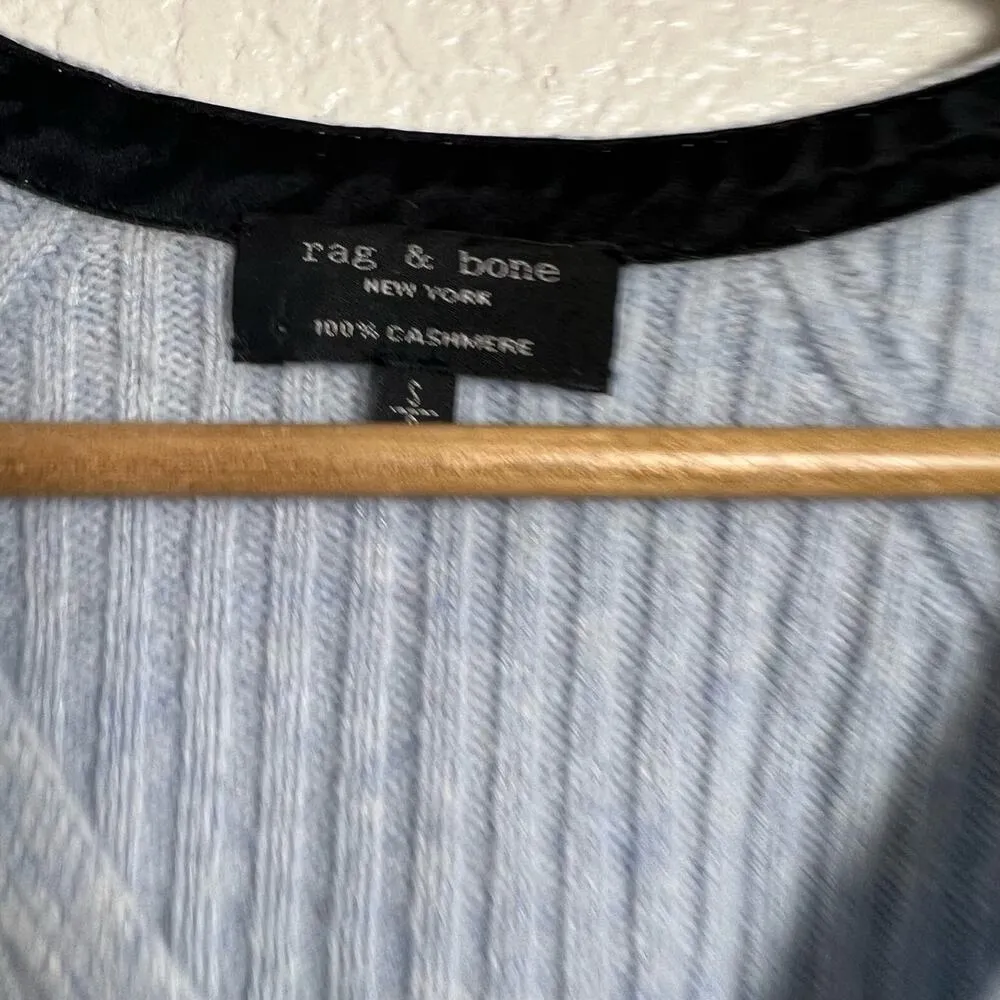 rag & bone
NEW YORK
100% CASHMERE
S